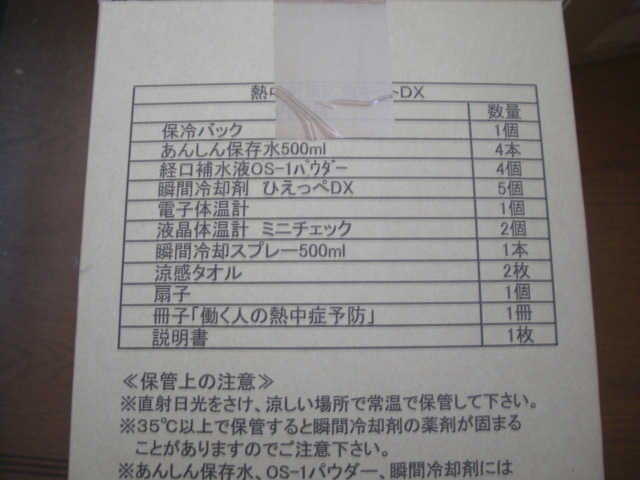 熱中 トDX
数量
保冷バック 1個
あんしん保存水500ml 4本
経口補水液OS-1パウダー 4個
瞬間冷却剤 ひえっぺDX 5個
電子体温計 1個
液晶体温計 ミニチェック 2個
瞬間冷却スプレー500ml 1本
涼感タオル 2枚
扇子 1個
冊子「働く人の熱中症予防」 1冊
説明書 1枚
≪保管上の注意≫
※直射日光をさけ、涼しい場所で常温で保管して下さい。
※35℃以上で保管すると瞬間冷却剤の薬剤が固まる
ことがありますのでご注意下さい。
※あんしん保存水、OS-1パウダー、瞬間冷却剤には